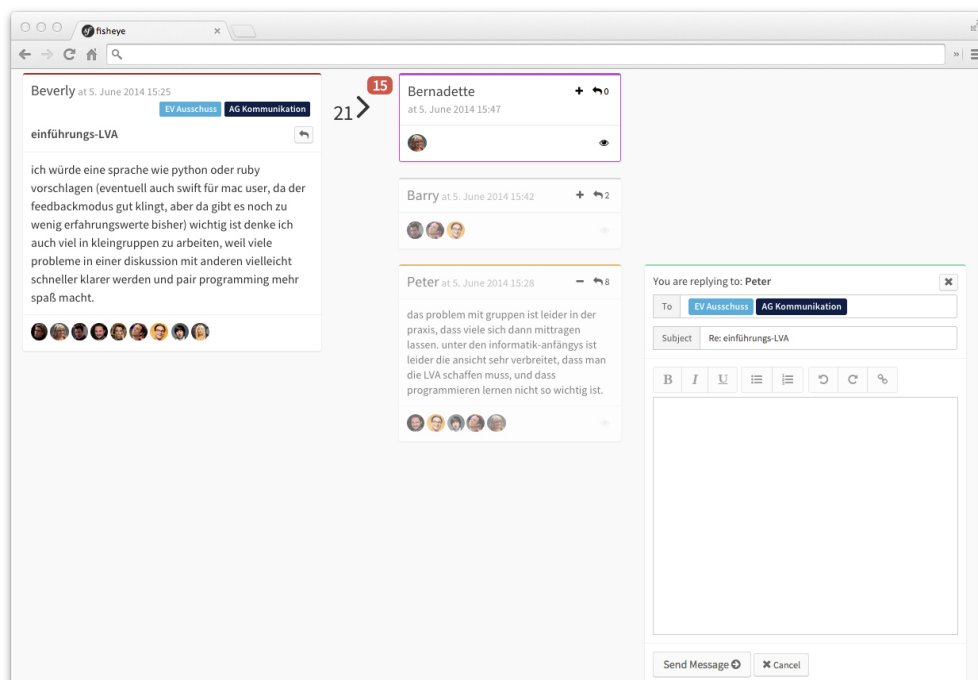 sf fisheye
Beverly at 5. June 2014 15:25
EV Ausschuss AG Kommunikation
einführungs-LVA
ich würde eine sprache wie python oder ruby
vorschlagen (eventuell auch swift für mac user, da der
feedbackmodus gut klingt, aber da gibt es noch zu
wenig erfahrungswerte bisher) wichtig ist denke ich
auch viel in kleingruppen zu arbeiten, weil viele
probleme in einer diskussion mit anderen vielleicht
schneller klarer werden und pair programming mehr
spaß macht.
21
15
Bernadette
0
at 5. June 2014 15:47
Barry at 5. June 2014 15:42
2
Peter at 5. June 2014 15:28
8
das problem mit gruppen ist leider in der
praxis, dass viele sich dann mittragen
lassen. unter den informatik-anfängys ist
leider die ansicht sehr verbreitet, dass man
die LVA schaffen muss, und dass
programmieren lernen nicht so wichtig ist.
You are replying to: Peter
To EV Ausschuss AG Kommunikation
Subject Re: einführungs-LVA
B I U
Send Message Cancel